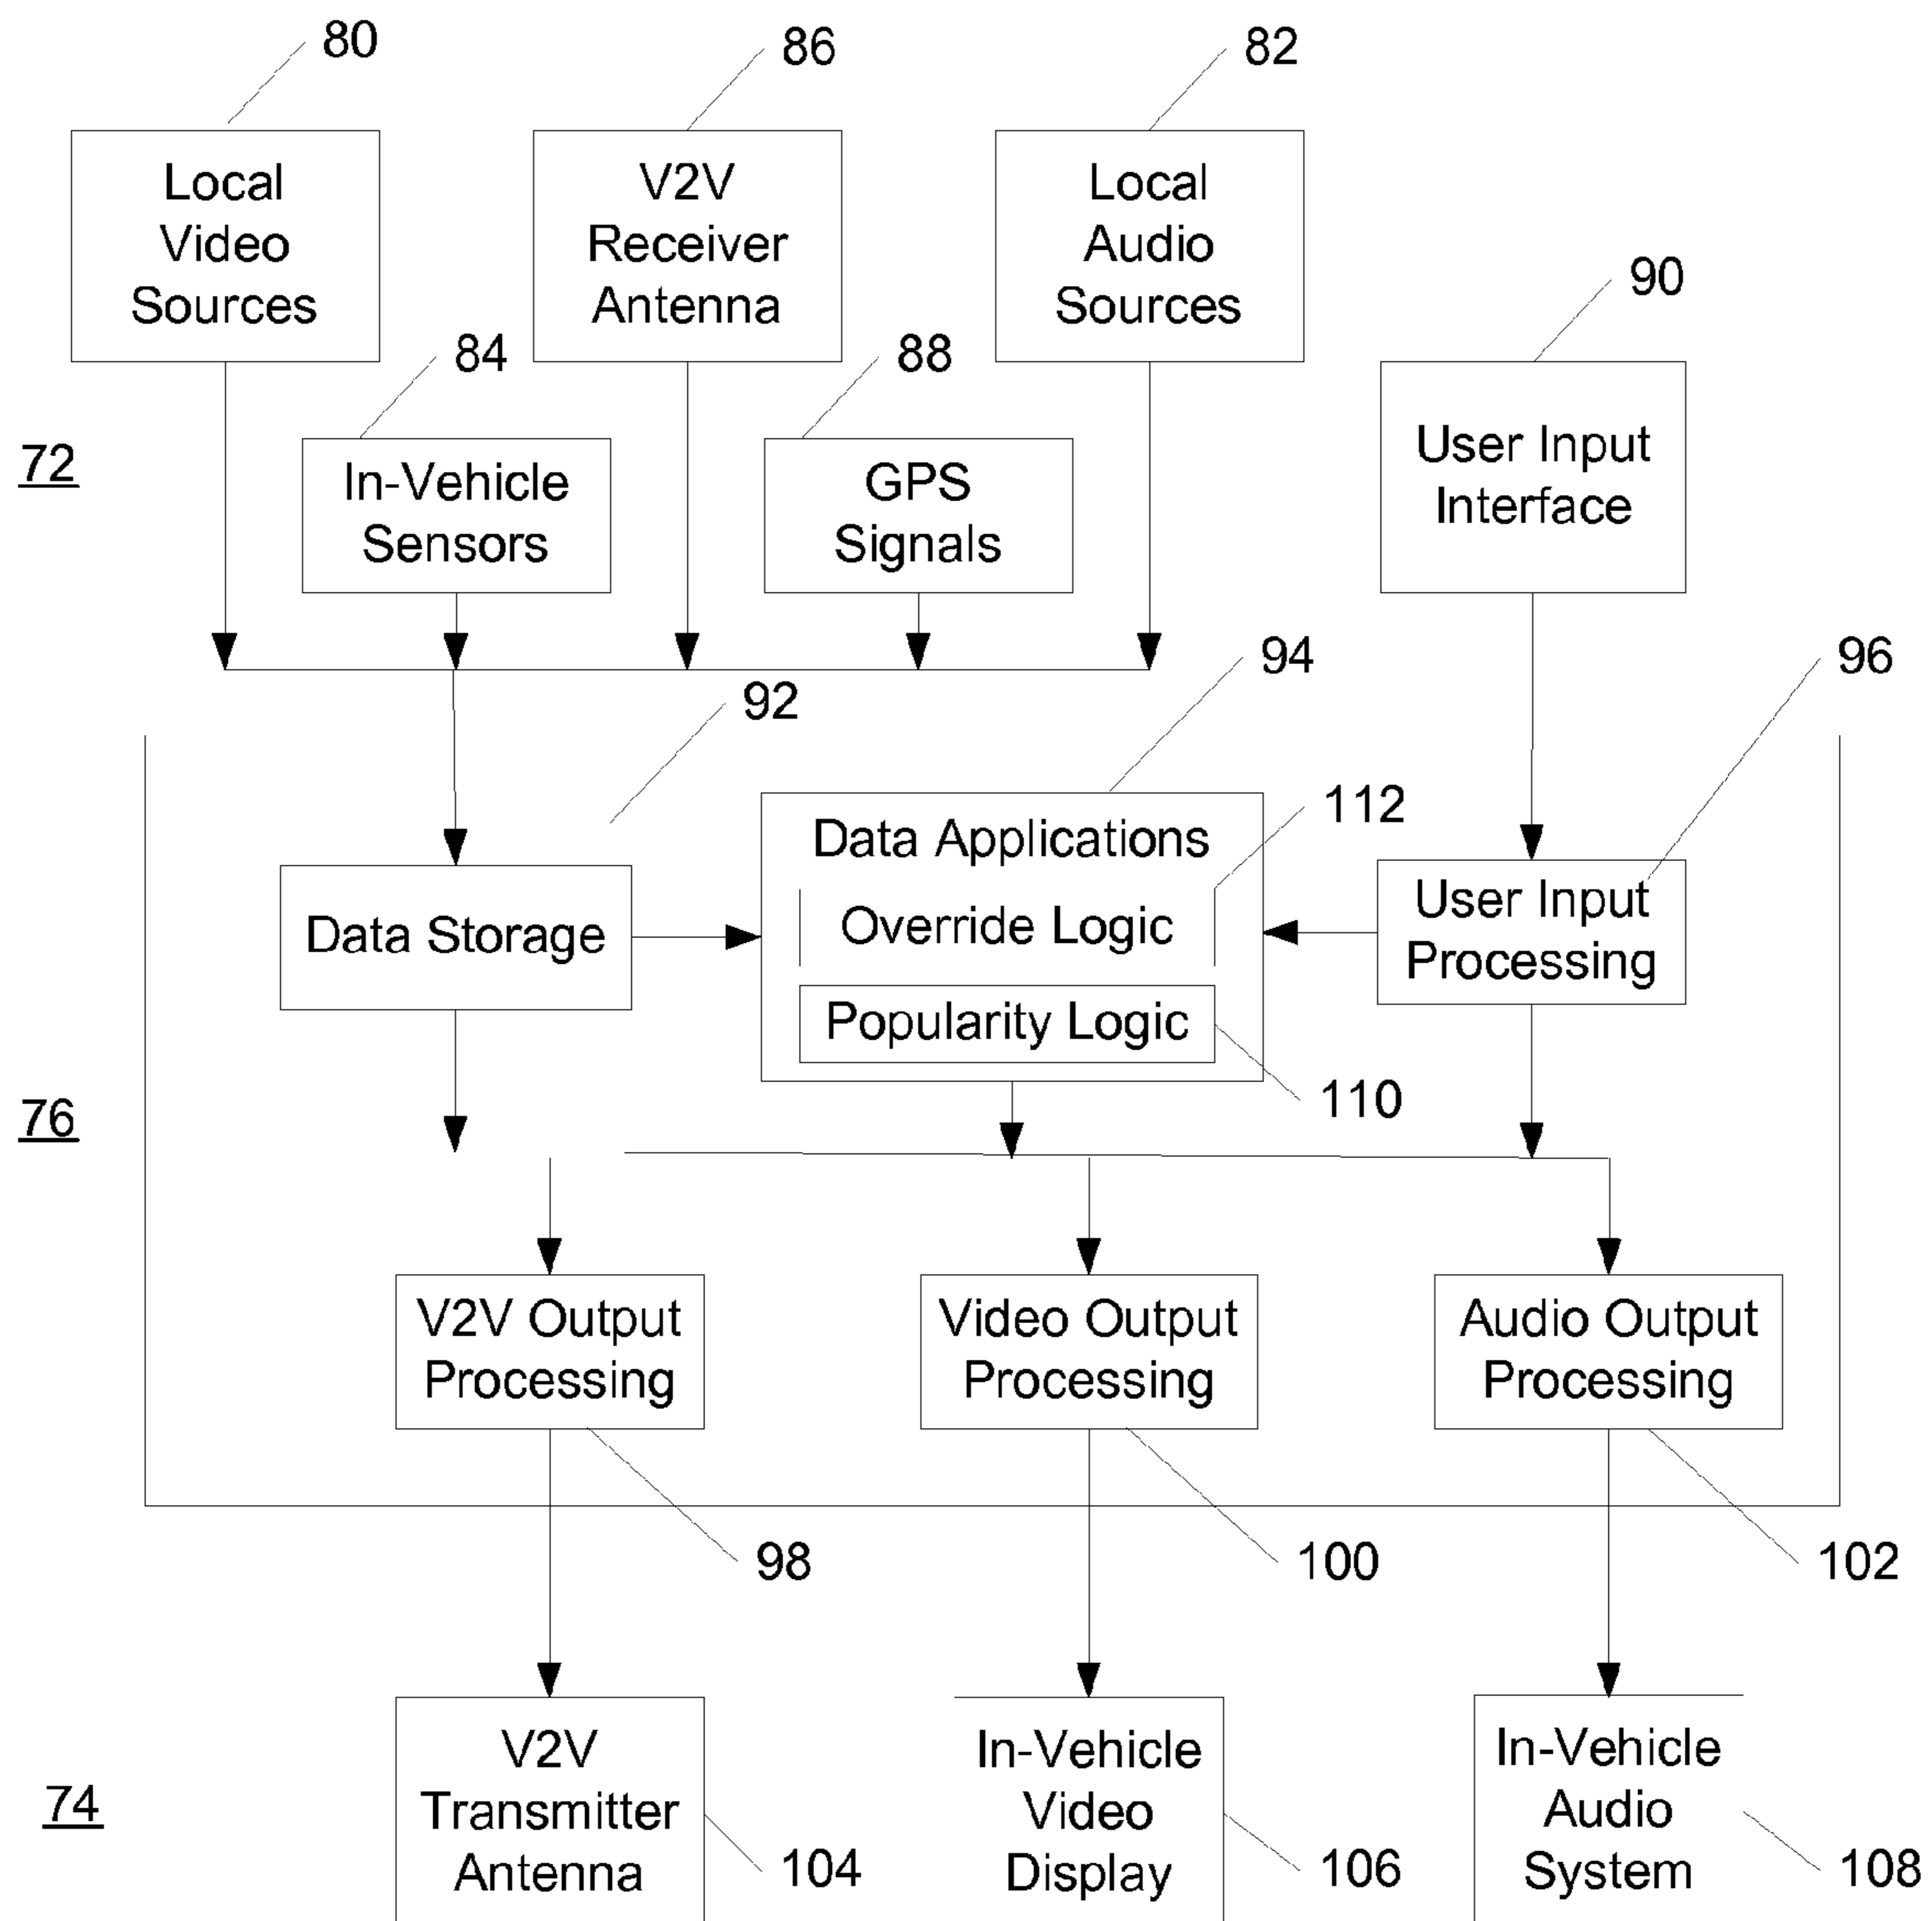 80
86
82
Local
Video
Sources
V2V
Receiver
Antenna
Local
Audio
Sources
90
84
88
72
In-Vehicle
Sensors
GPS
Signals
User Input
Interface
94
96
92
112
Data Applications
Data Storage
Override Logic
User Input
Processing
Popularity Logic
110
76
V2V Output
Processing
Video Output
Processing
Audio Output
Processing
98
100
102
74
V2V
Transmitter
Antenna
In-Vehicle
Video
Display
In-Vehicle
Audio
System
104
106
108